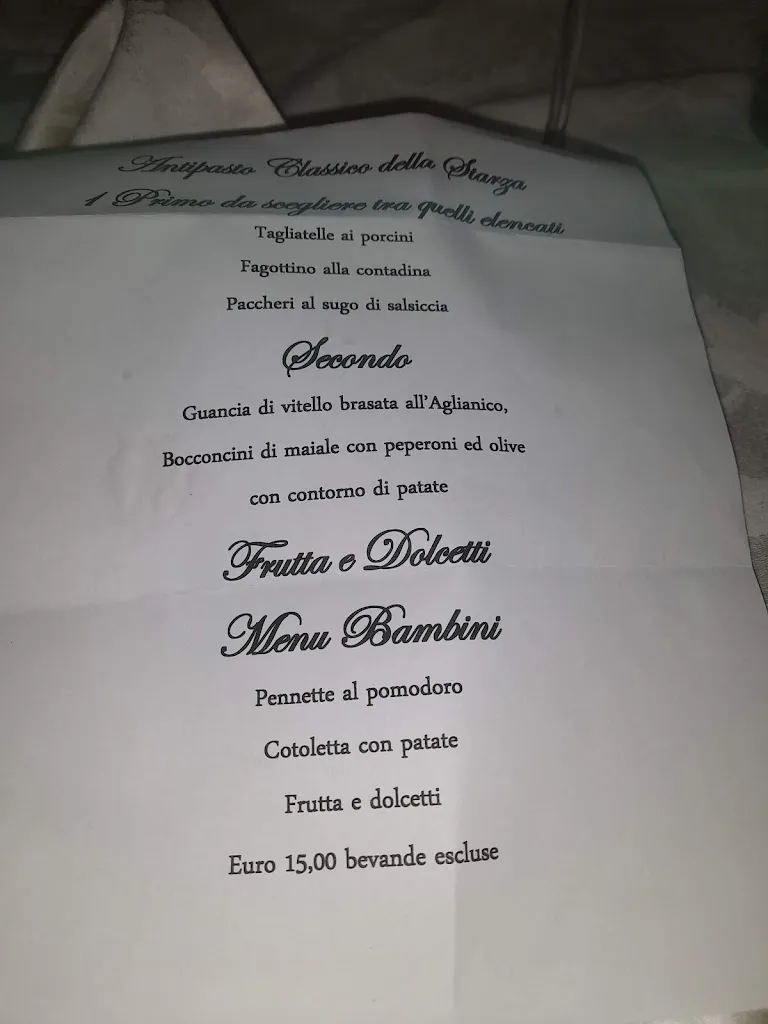 Antipasto Classico della Starza
1 Primo da scegliere tra quelli elencati
Tagliatelle ai porcini
Fagottino alla contadina
Paccheri al sugo di salsiccia
Secondo
Guancia di vitello brasata all'Aglianico,
Bocconcini di maiale con peperoni ed olive
con contorno di patate
Frutta e Dolcetti
Menu Bambini
Pennette al pomodoro
Cotoletta con patate
Frutta e dolcetti
Euro 15,00 bevande escluse